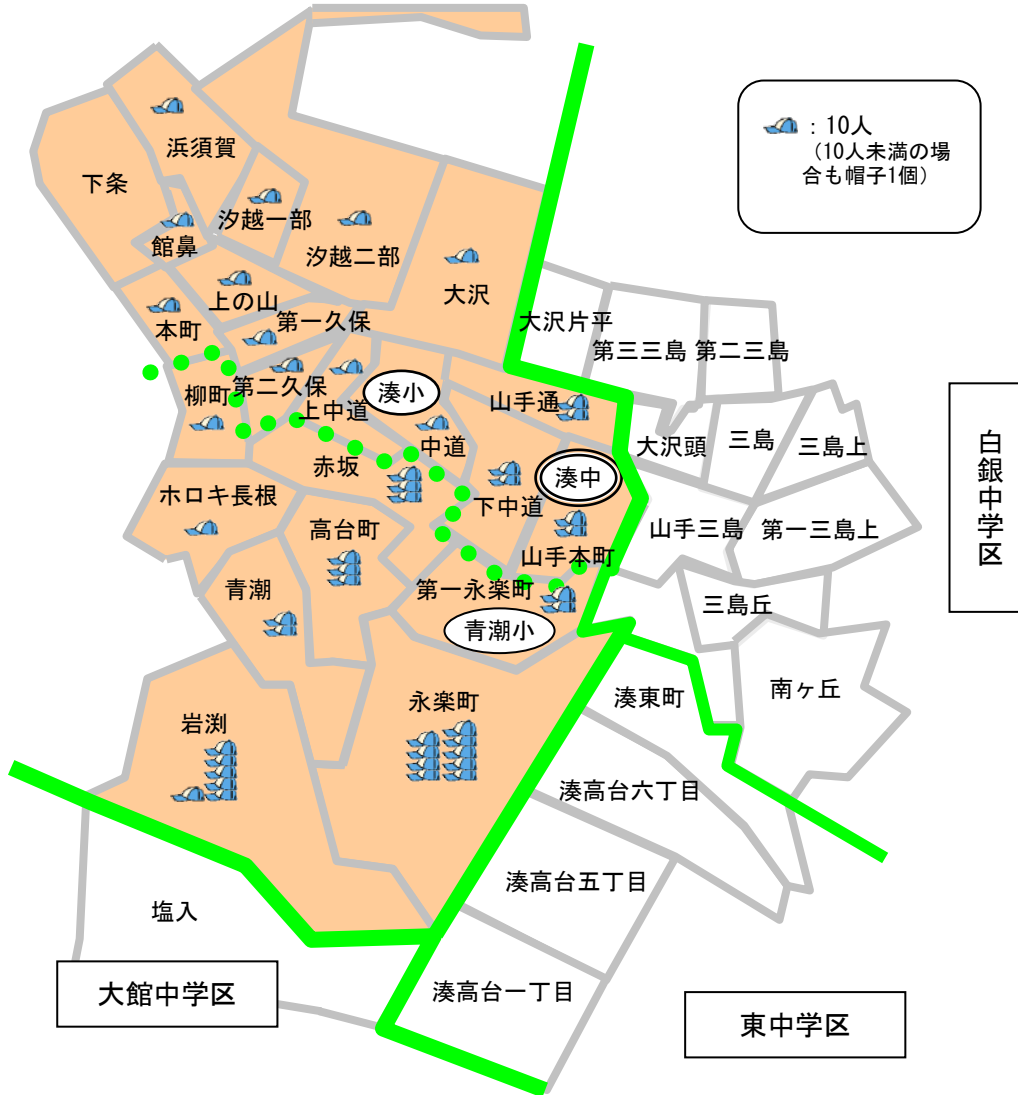 ：10人
（10人未満の場
合も帽子1個）
浜須賀
下条
汐越一部
館鼻
汐越二部
上の山
大沢
本町
第一久保
大沢片平
第三三島
第二三島
柳町
第二久保
上中道
湊小
山手通
中道
大沢頭
三島
三島上
白銀中学区
赤坂
ホロキ長根
下中道
湊中
高台町
山手三島
第一三島上
山手本町
青潮
第一永楽町
三島丘
青潮小
湊東町
南ヶ丘
岩渕
永楽町
湊高台六丁目
湊高台五丁目
塩入
大館中学区
湊高台一丁目
東中学区